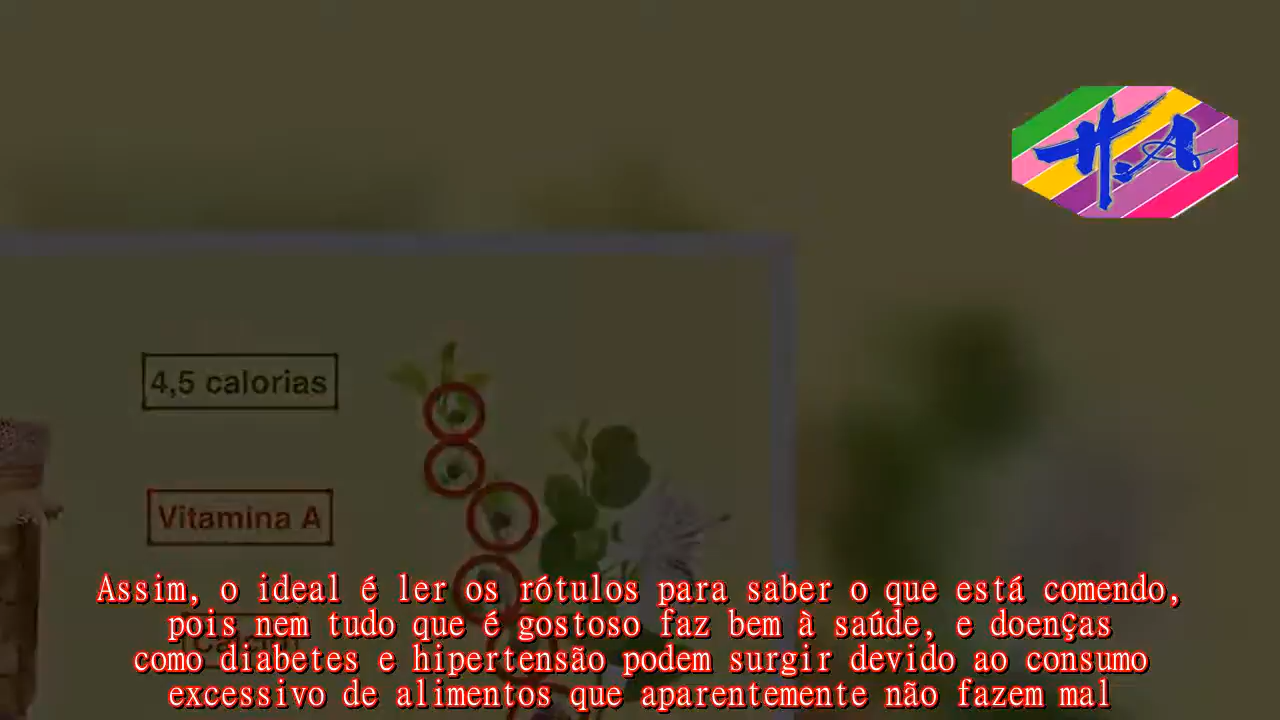 H.A
4,5 calorias
Vitamina A
Assim, o ideal é ler os rótulos para saber o que está comendo,
pois nem tudo que é gostoso faz bem à saúde, e doenças
como diabetes e hipertensão podem surgir devido ao consumo
excessivo de alimentos que aparentemente não fazem mal